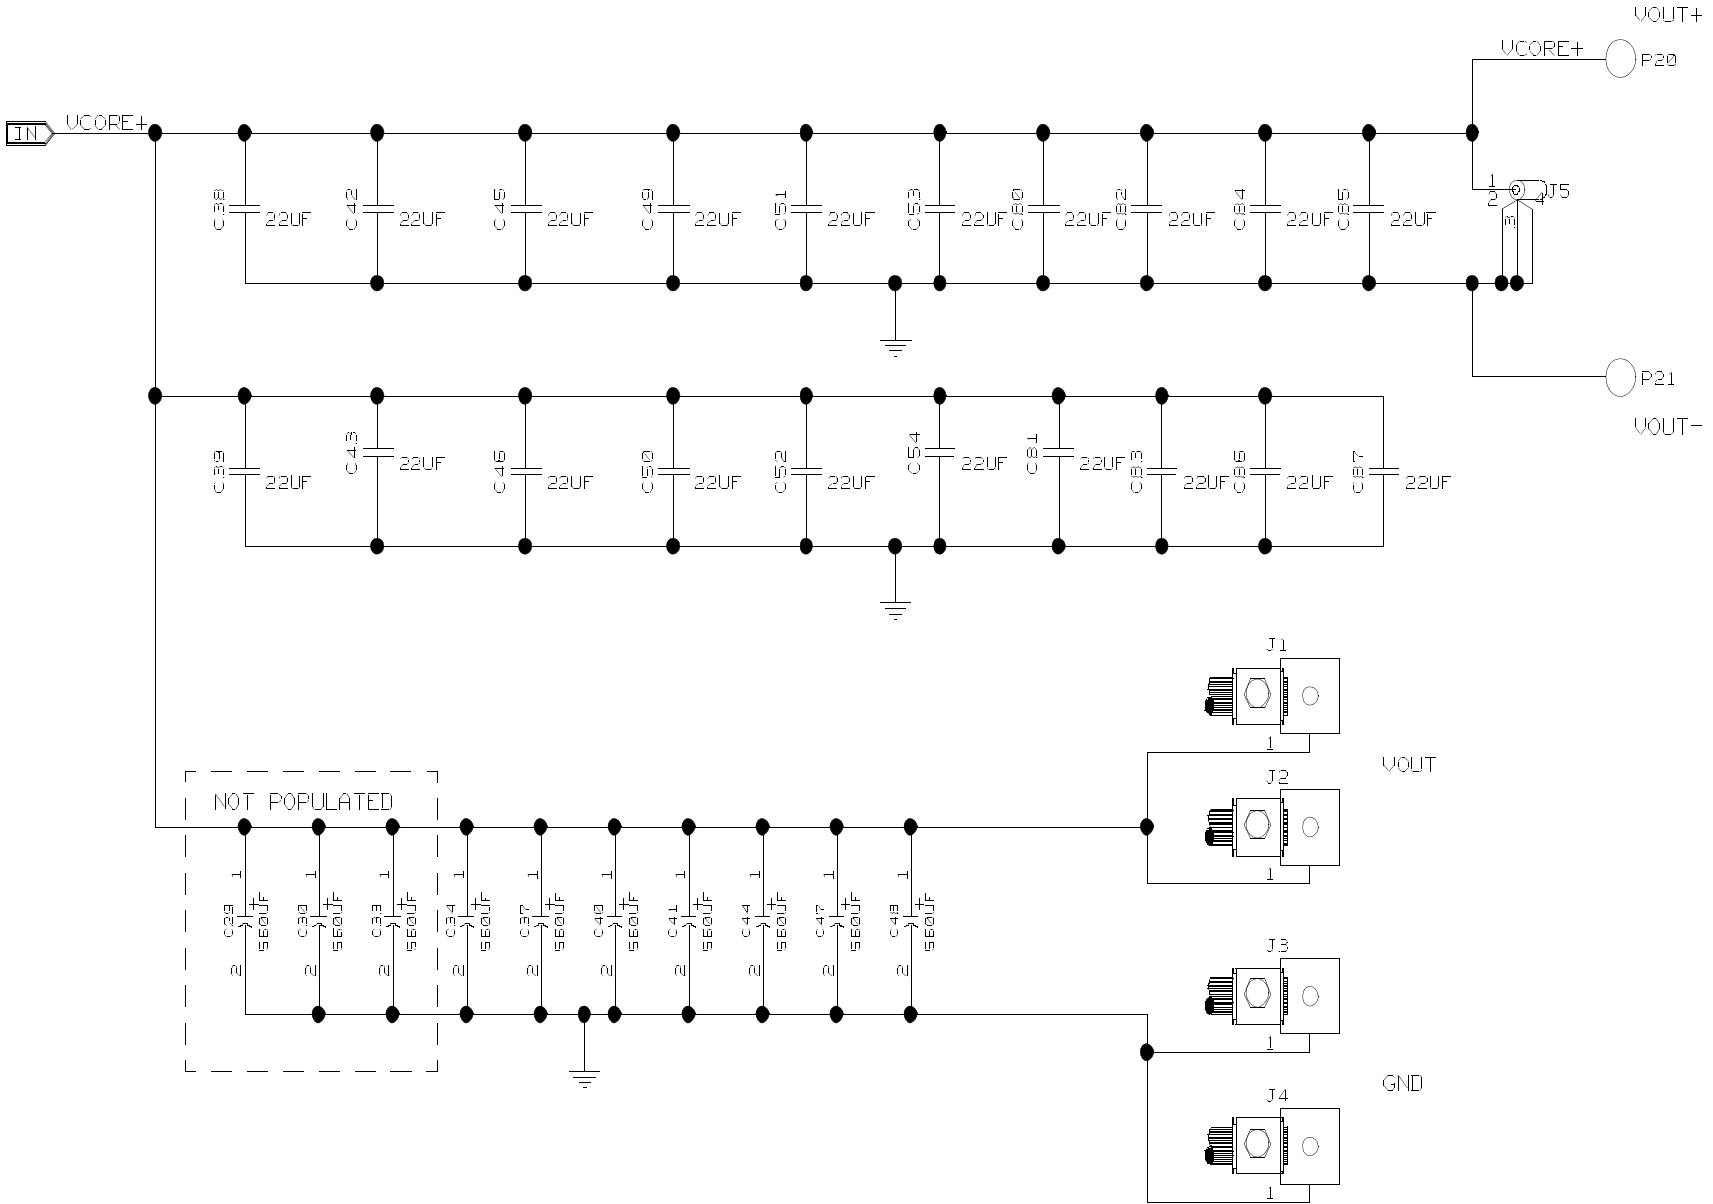 VOUT+
VCORE+
P20
IN
VCORE+
1
2
3
4
J5
C38
22UF
C42
22UF
C45
22UF
C49
22UF
C51
22UF
C53
22UF
C80
22UF
C82
22UF
C84
22UF
C85
22UF
P21
VOUT-
C39
22UF
C43
22UF
C46
22UF
C50
22UF
C52
22UF
C54
22UF
C81
22UF
C83
22UF
C86
22UF
C87
22UF
J1
1
VOUT
J2
1
NOT POPULATED
1
C29
+
560UF
2
1
C30
+
560UF
2
1
C33
+
560UF
2
1
C34
+
560UF
2
1
C37
+
560UF
2
1
C40
+
560UF
2
1
C41
+
560UF
2
1
C44
+
560UF
2
1
C47
+
560UF
2
1
C48
+
560UF
2
J3
1
GND
J4
1